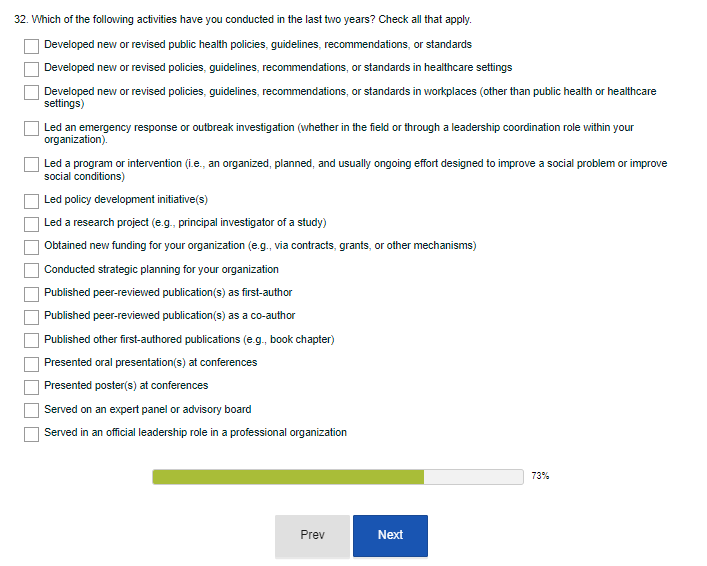 32. Which of the following activities have you conducted in the last two years? Check all that apply.
Developed new or revised public health policies, guidelines, recommendations, or standards
Developed new or revised policies, guidelines, recommendations, or standards in healthcare settings
Developed new or revised policies, guidelines, recommendations, or standards in workplaces (other than public health or healthcare
settings)
Led an emergency response or outbreak investigation (whether in the field or through a leadership coordination role within your
organization).
Led a program or intervention (i.e., an organized, planned, and usually ongoing effort designed to improve a social problem or improve
social conditions)
Led policy development initiative(s)
Led a research project (e.g., principal investigator of a study)
Obtained new funding for your organization (e.g., via contracts, grants, or other mechanisms)
Conducted strategic planning for your organization
Published peer-reviewed publication(s) as first-author
Published peer-reviewed publication(s) as a co-author
Published other first-authored publications (e.g., book chapter)
Presented oral presentation(s) at conferences
Presented poster(s) at conferences
Served on an expert panel or advisory board
Served in an official leadership role in a professional organization
73%
Prev
Next